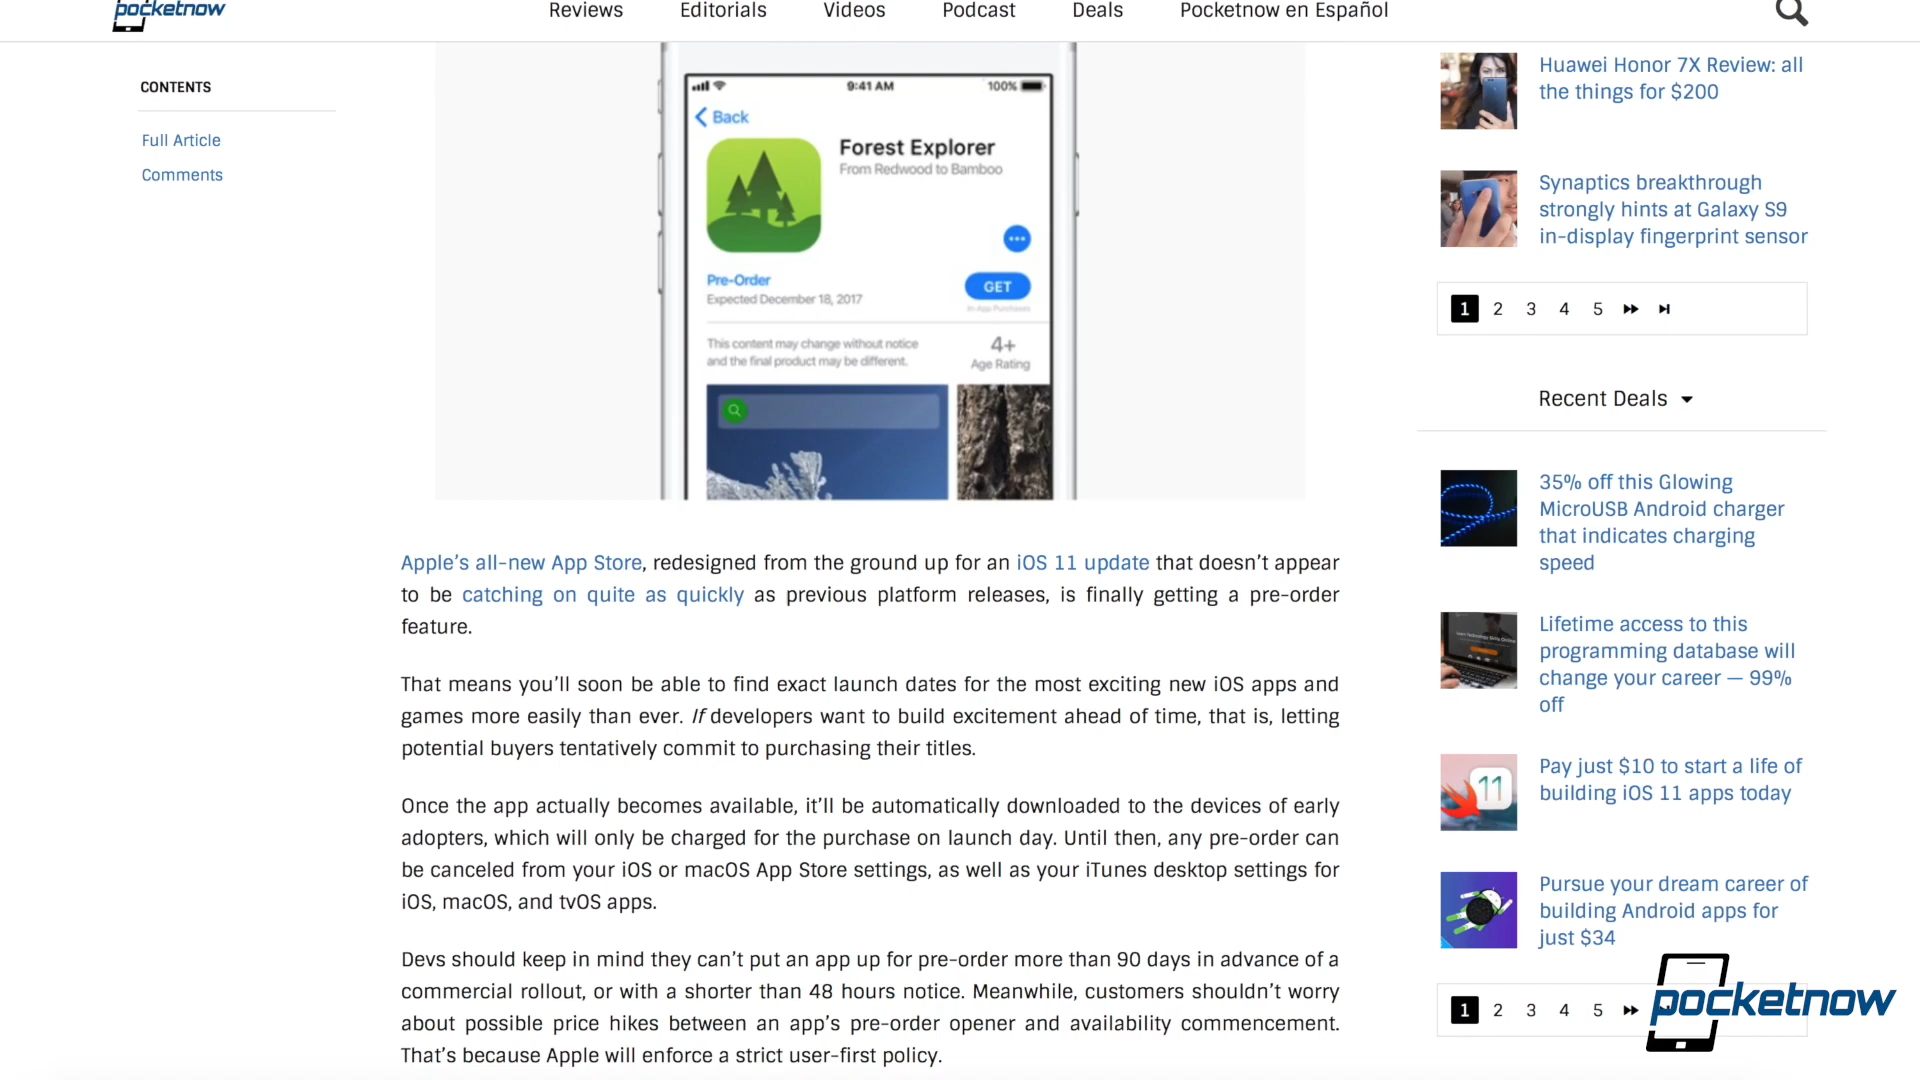 pocketnow
Reviews Editorials Videos Podcast Deals Pocketnow en Español
CONTENTS
Full Article
Comments
9:41 AM 100%
Back
Forest Explorer
From Redwood to Bamboo
Pre-Order
Expected December 18, 2017
GET
In-App Purchases
This content may change without notice
and the final product may be different.
4+
Age Rating
Apple's all-new App Store, redesigned from the ground up for an iOS 11 update that doesn't appear
to be catching on quite as quickly as previous platform releases, is finally getting a pre-order
feature.
That means you'll soon be able to find exact launch dates for the most exciting new iOS apps and
games more easily than ever. If developers want to build excitement ahead of time, that is, letting
potential buyers tentatively commit to purchasing their titles.
Once the app actually becomes available, it'll be automatically downloaded to the devices of early
adopters, which will only be charged for the purchase on launch day. Until then, any pre-order can
be canceled from your iOS or macOS App Store settings, as well as your iTunes desktop settings for
iOS, macOS, and tvOS apps.
Devs should keep in mind they can't put an app up for pre-order more than 90 days in advance of a
commercial rollout, or with a shorter than 48 hours notice. Meanwhile, customers shouldn't worry
about possible price hikes between an app's pre-order opener and availability commencement.
That's because Apple will enforce a strict user-first policy.
Huawei Honor 7X Review: all
the things for $200
Synaptics breakthrough
strongly hints at Galaxy S9
in-display fingerprint sensor
1 2 3 4 5
Recent Deals
35% off this Glowing
MicroUSB Android charger
that indicates charging
speed
Lifetime access to this
programming database will
change your career — 99%
off
11
Pay just $10 to start a life of
building iOS 11 apps today
Pursue your dream career of
building Android apps for
just $34
1 2 3 4 5
pocketnow